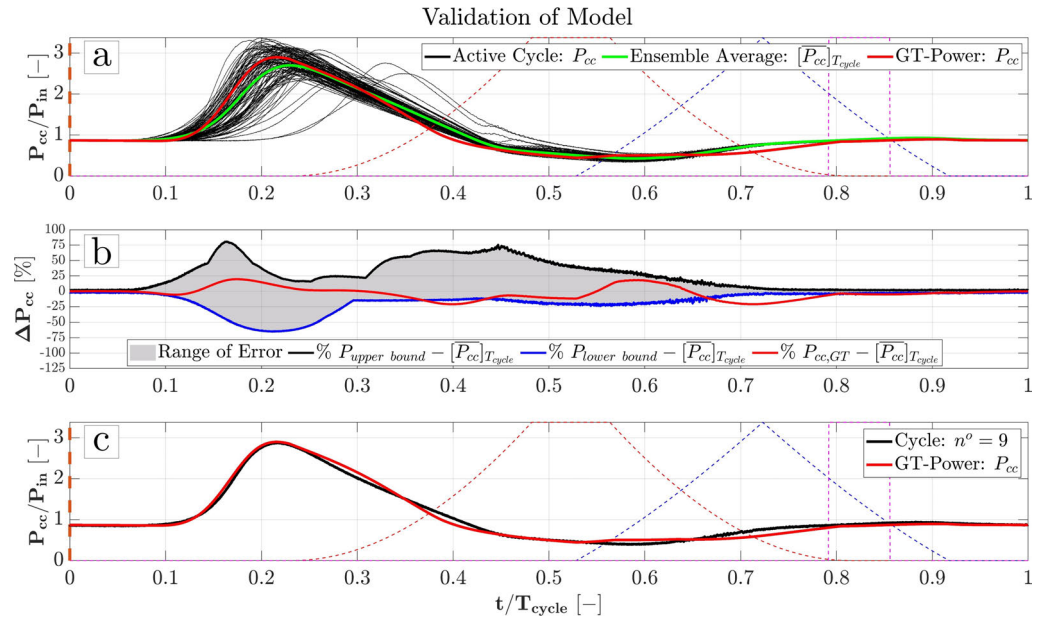 Validation of Model
a
Active Cycle: P_cc Ensemble Average: [P̅_cc]_T_cycle GT-Power: P_cc
P_cc/P_in [−]
3
2
1
0
0 0.1 0.2 0.3 0.4 0.5 0.6 0.7 0.8 0.9 1
b
ΔP_cc [%]
100
75
50
25
0
-25
-50
-75
-100
-125
Range of Error % P_upper bound − [P̅_cc]_T_cycle % P_lower bound − [P̅_cc]_T_cycle % P_cc,GT − [P̅_cc]_T_cycle
0 0.1 0.2 0.3 0.4 0.5 0.6 0.7 0.8 0.9 1
c
Cycle: nº = 9
GT-Power: P_cc
P_cc/P_in [−]
3
2
1
0
0 0.1 0.2 0.3 0.4 0.5 0.6 0.7 0.8 0.9 1
t/T_cycle [−]